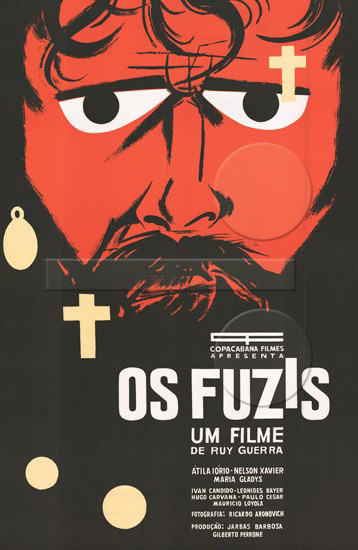 COPACABANA FILMES
APRESENTA
OS FUZIS
UM FILME
DE RUY GUERRA
ÁTILA IÓRIO · NELSON XAVIER
MARIA GLADYS
IVAN CANDIDO · LEONIDES BAYER
HUGO CARVANA · PAULO CESAR
MAURICIO LOYOLA
FOTOGRAFIA: RICARDO ARONOVICH
PRODUÇÃO: JARBAS BARBOSA
GILBERTO PERRONE